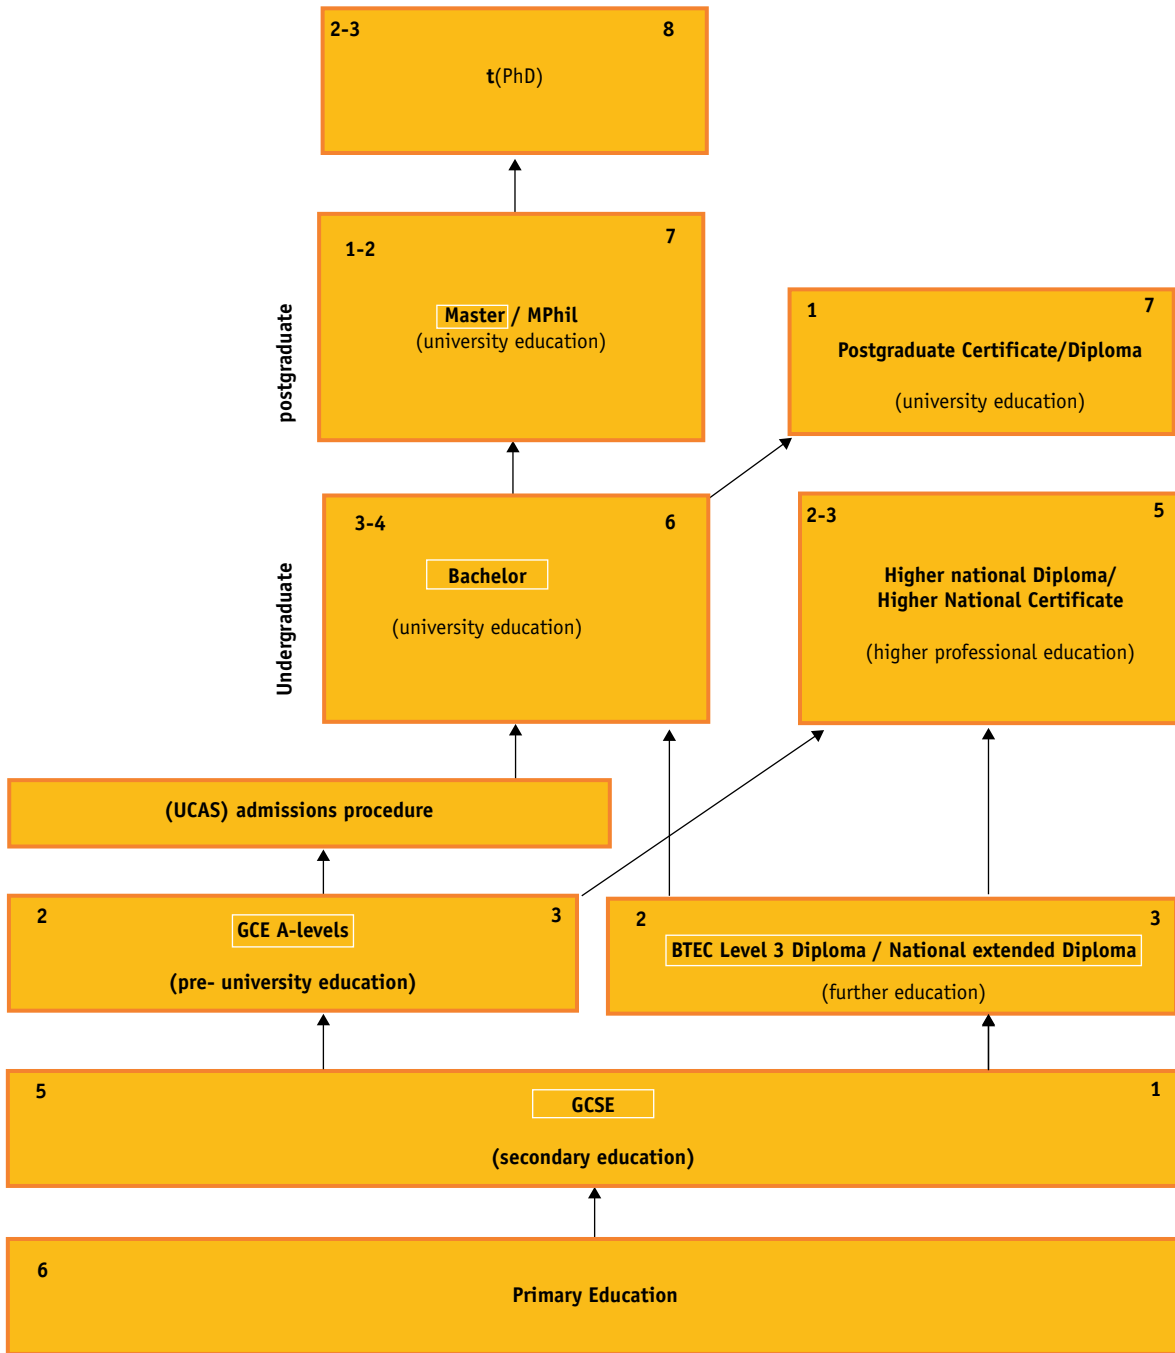 2-3 8
t(PhD)
1-2 7
Master / MPhil
(university education)
postgraduate
1 7
Postgraduate Certificate/Diploma
(university education)
3-4 6
Bachelor
(university education)
Undergraduate
2-3 5
Higher national Diploma/
Higher National Certificate
(higher professional education)
(UCAS) admissions procedure
2 3
GCE A-levels
(pre- university education)
2 3
BTEC Level 3 Diploma / National extended Diploma
(further education)
5 1
GCSE
(secondary education)
6
Primary Education